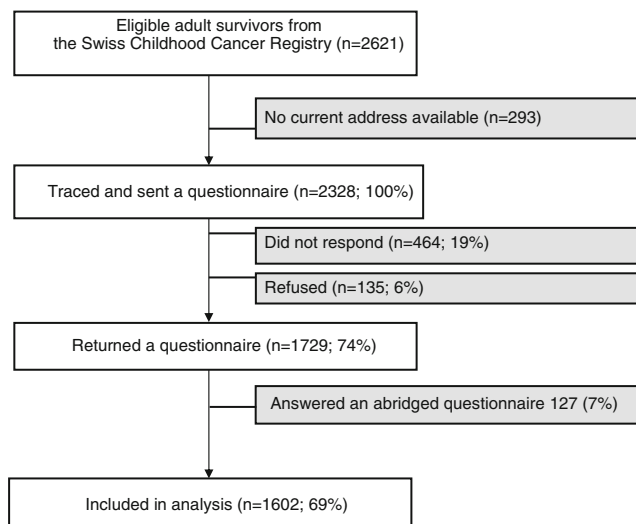 Eligible adult survivors from
the Swiss Childhood Cancer Registry (n=2621)
No current address available (n=293)
Traced and sent a questionnaire (n=2328; 100%)
Did not respond (n=464; 19%)
Refused (n=135; 6%)
Returned a questionnaire (n=1729; 74%)
Answered an abridged questionnaire 127 (7%)
Included in analysis (n=1602; 69%)